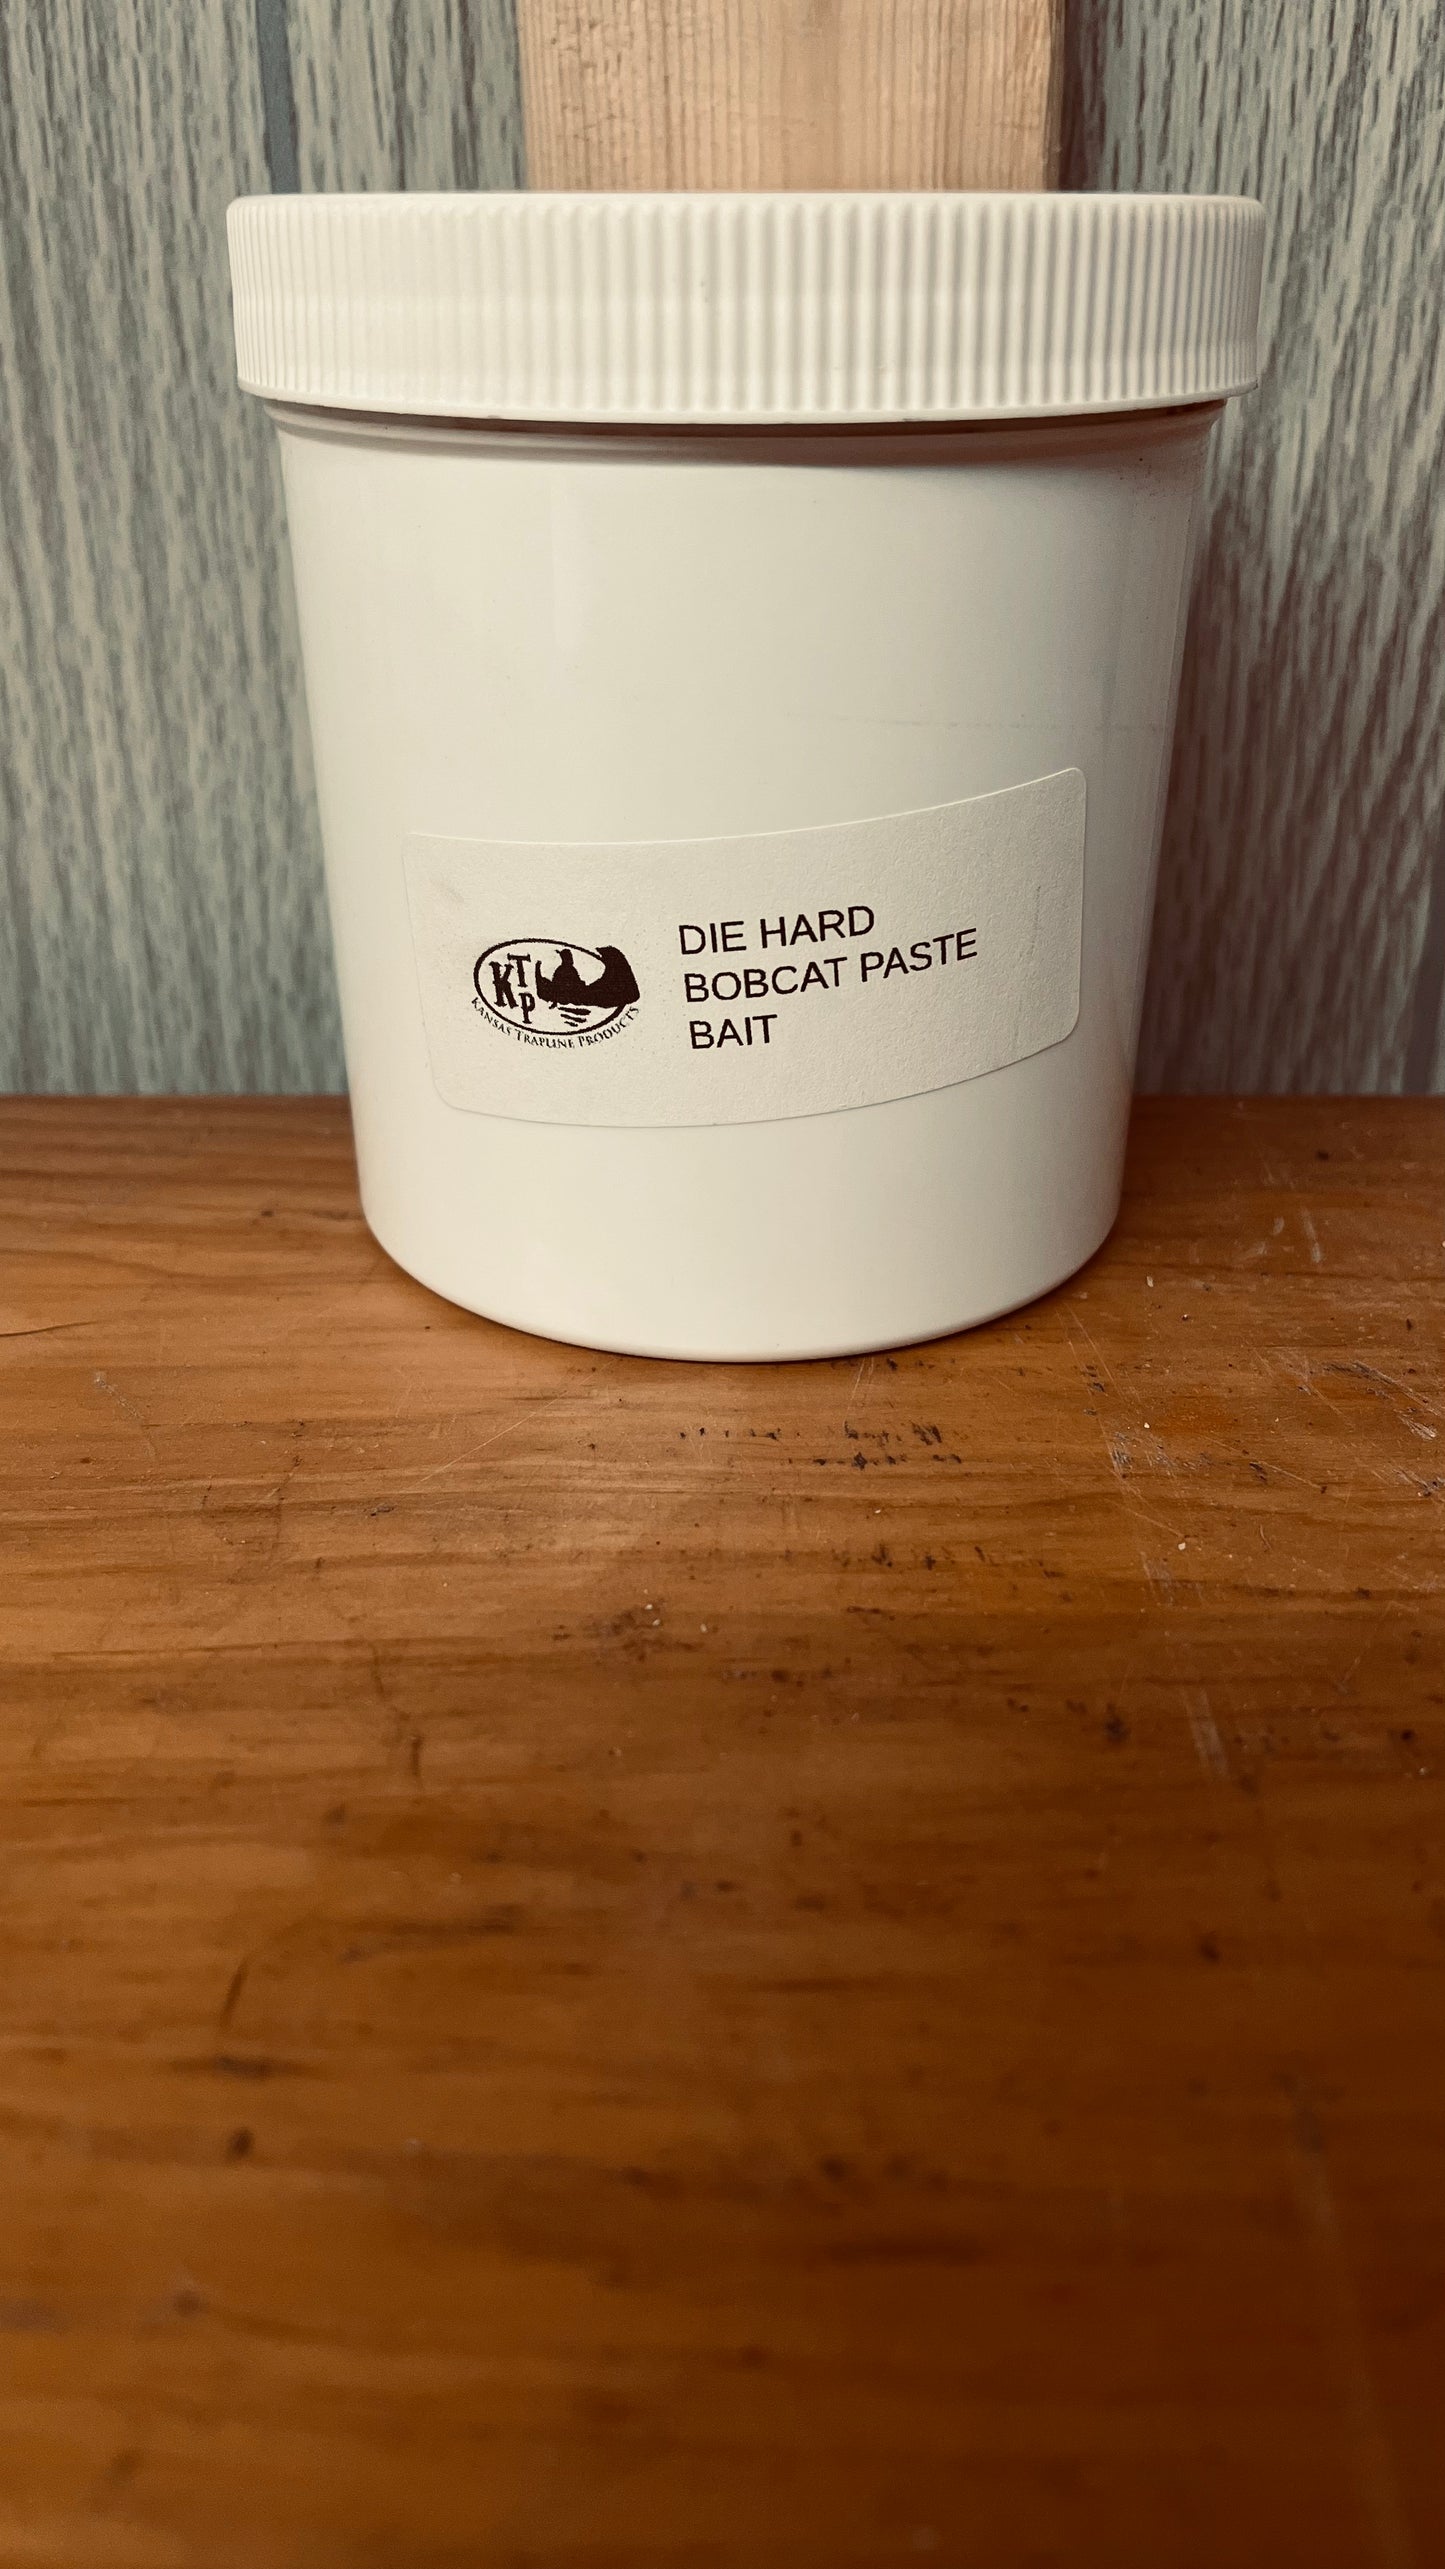 KTP
KANSAS TRAPLINE PRODUCTS
DIE HARD
BOBCAT PASTE
BAIT